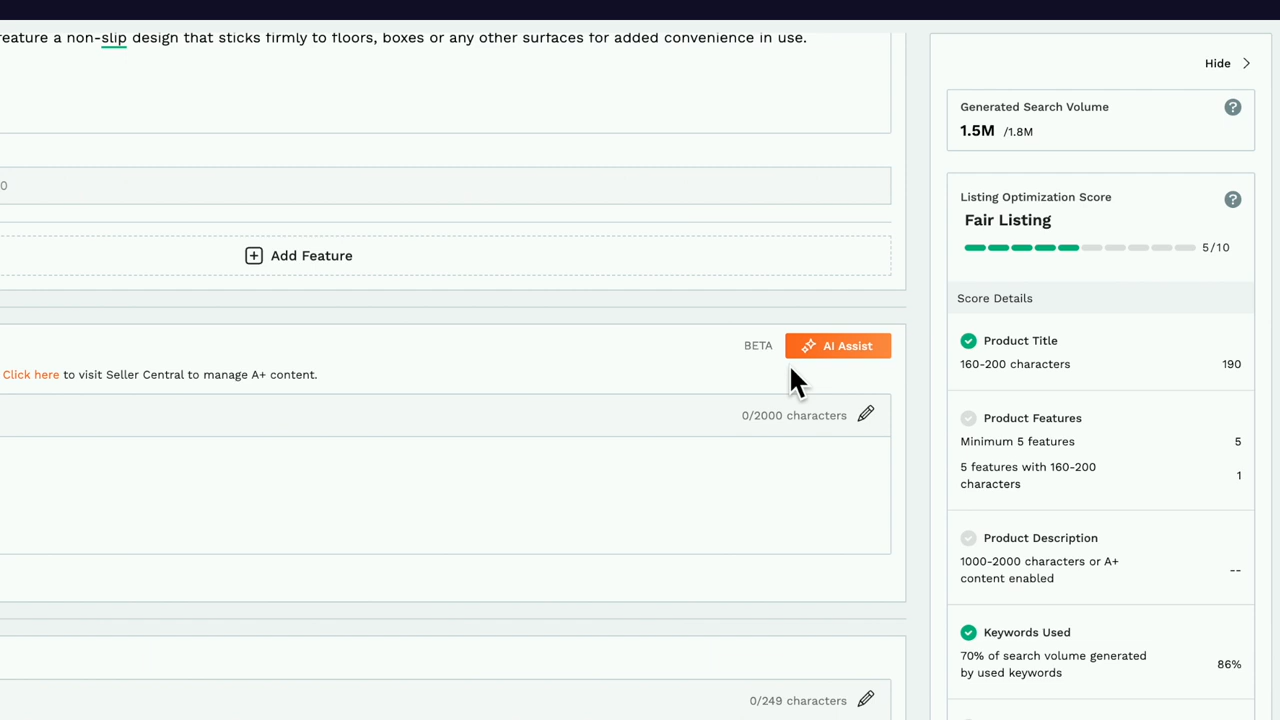 eature a non-slip design that sticks firmly to floors, boxes or any other surfaces for added convenience in use.
0
Add Feature
BETA
AI Assist
Click here to visit Seller Central to manage A+ content.
0/2000 characters
0/249 characters
Hide
Generated Search Volume
?
1.5M /1.8M
Listing Optimization Score
?
Fair Listing
5/10
Score Details
Product Title
160-200 characters 190
Product Features
Minimum 5 features 5
5 features with 160-200
characters
1
Product Description
1000-2000 characters or A+
content enabled
--
Keywords Used
70% of search volume generated
by used keywords
86%